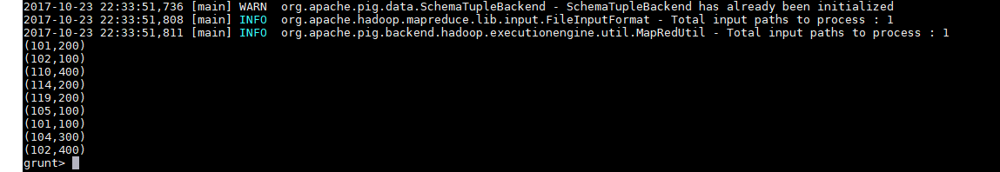 2017-10-23 22:33:51,736 [main] WARN  org.apache.pig.data.SchemaTupleBackend - SchemaTupleBackend has already been initialized
2017-10-23 22:33:51,808 [main] INFO  org.apache.hadoop.mapreduce.lib.input.FileInputFormat - Total input paths to process : 1
2017-10-23 22:33:51,811 [main] INFO  org.apache.pig.backend.hadoop.executionengine.util.MapRedUtil - Total input paths to process : 1
(101,200)
(102,100)
(110,400)
(114,200)
(119,200)
(105,100)
(101,100)
(104,300)
(102,400)
grunt>